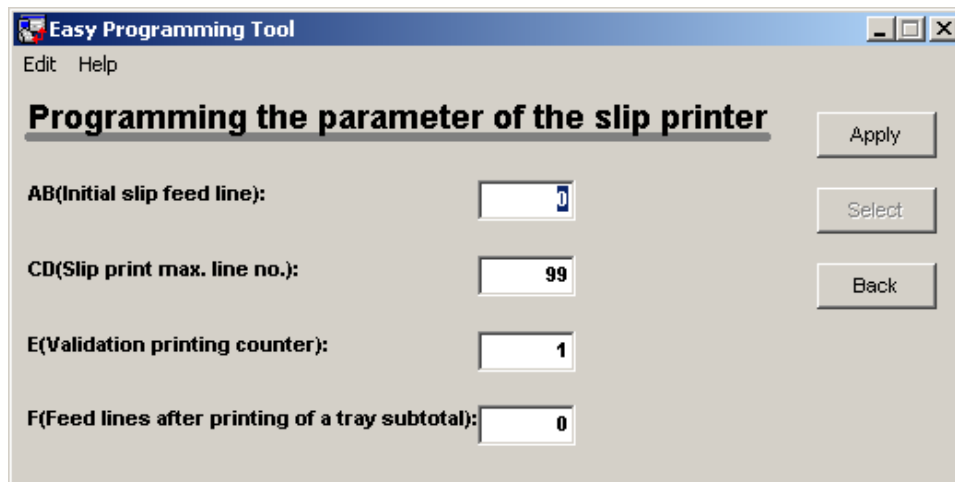 Easy Programming Tool
Edit Help
Programming the parameter of the slip printer
Apply
AB(Initial slip feed line): 0
Select
CD(Slip print max. line no.): 99
Back
E(Validation printing counter): 1
F(Feed lines after printing of a tray subtotal): 0